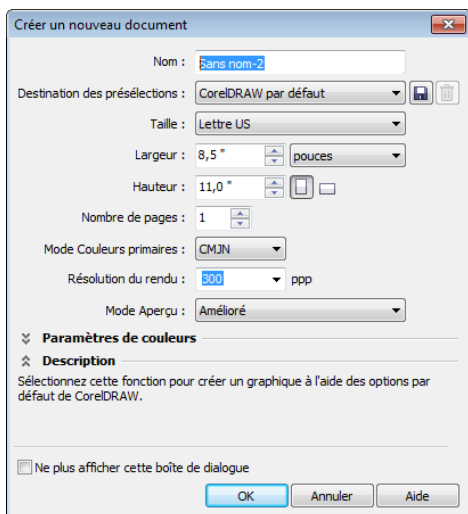 Créer un nouveau document
Nom : Sans nom-2
Destination des présélections : CorelDRAW par défaut
Taille : Lettre US
Largeur : 8,5 " pouces
Hauteur : 11,0 "
Nombre de pages : 1
Mode Couleurs primaires : CMJN
Résolution du rendu : 300 ppp
Mode Aperçu : Amélioré
Paramètres de couleurs
Description
Sélectionnez cette fonction pour créer un graphique à l'aide des options par
défaut de CorelDRAW.
Ne plus afficher cette boîte de dialogue
OK Annuler Aide